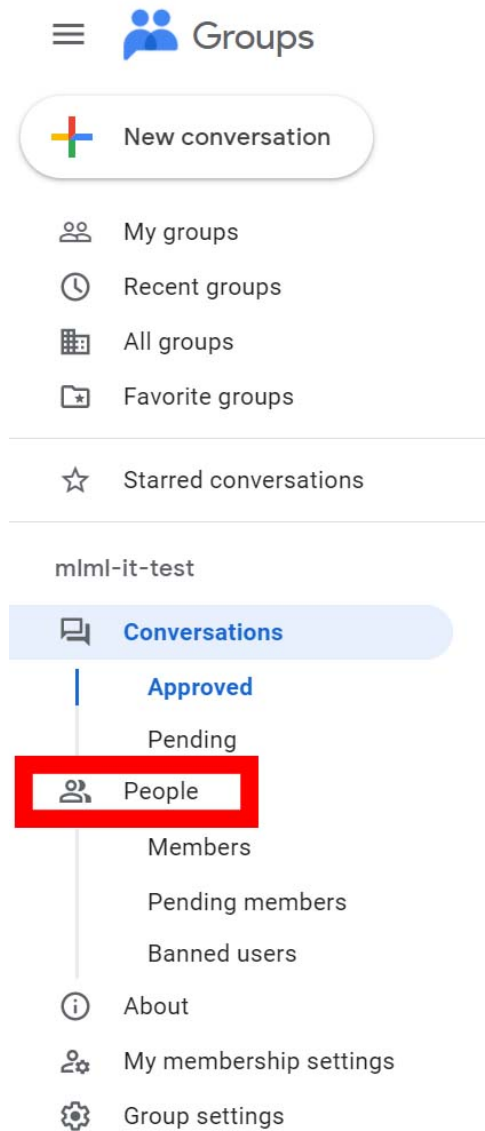 Groups
New conversation
My groups
Recent groups
All groups
Favorite groups
Starred conversations
mlml-it-test
Conversations
Approved
Pending
People
Members
Pending members
Banned users
About
My membership settings
Group settings